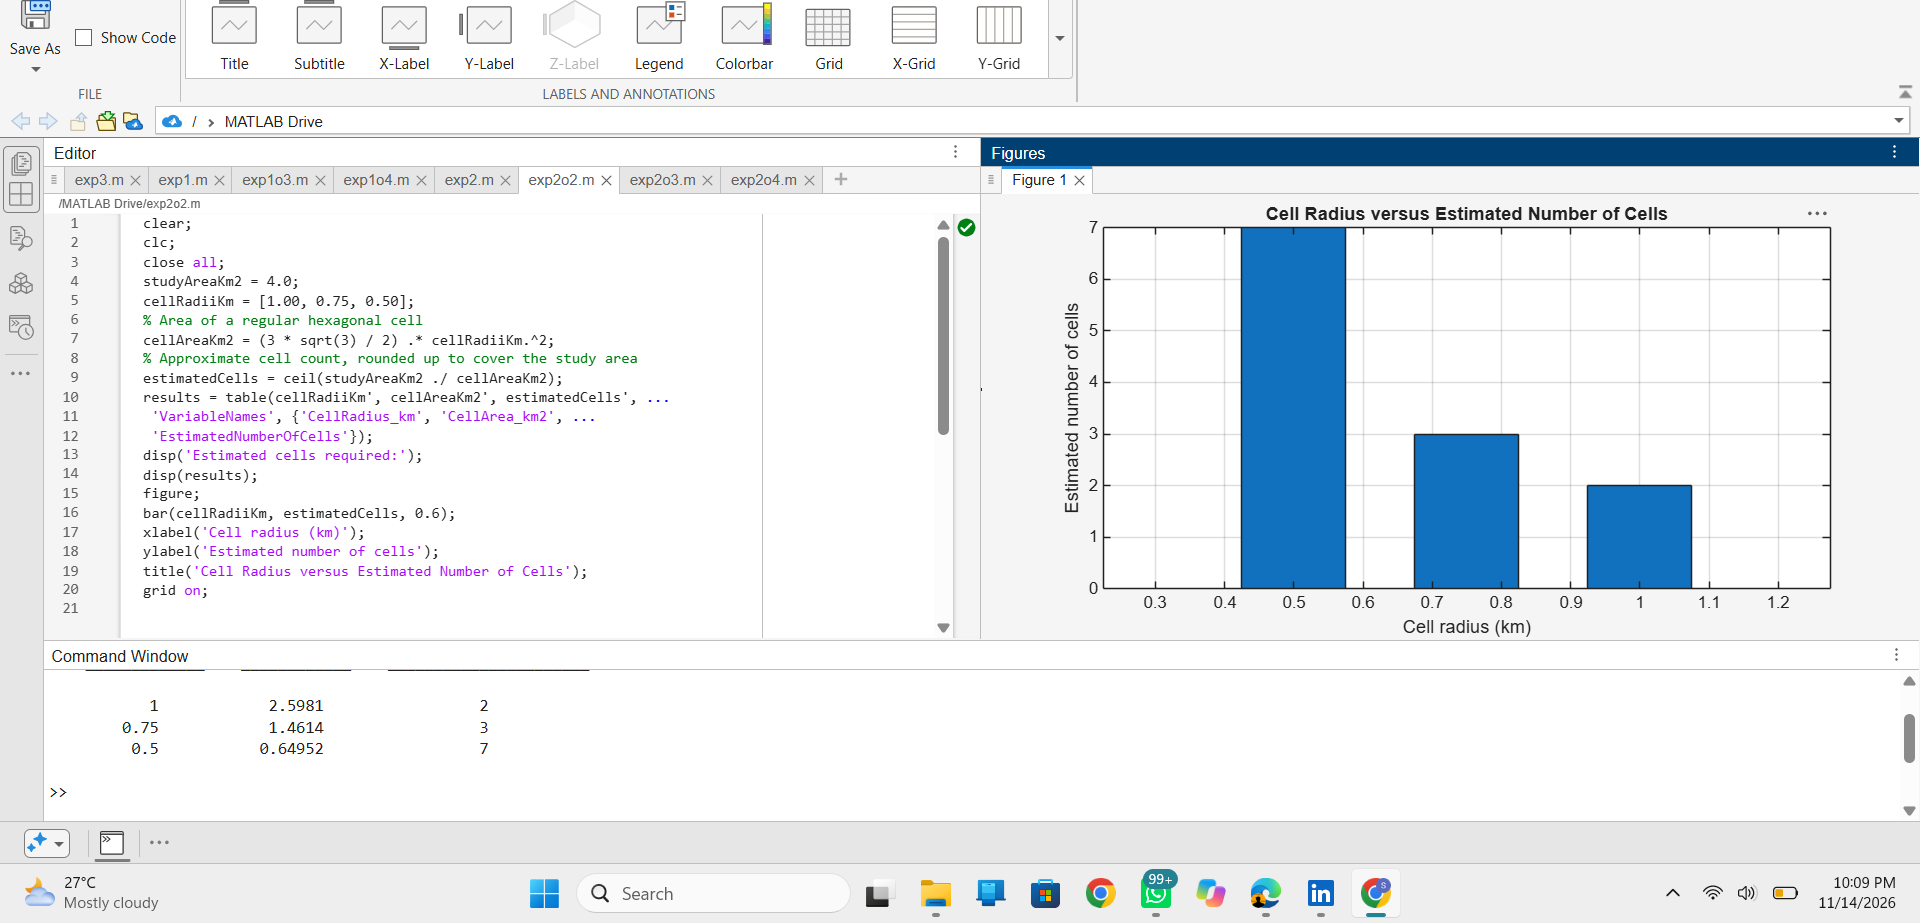 Save As
Show Code
Title
Subtitle
X-Label
Y-Label
Z-Label
Legend
Colorbar
Grid
X-Grid
Y-Grid
FILE
LABELS AND ANNOTATIONS
/ › MATLAB Drive
Editor
exp3.m exp1.m exp1o3.m exp1o4.m exp2.m exp2o2.m exp2o3.m exp2o4.m
/MATLAB Drive/exp2o2.m
1 clear;
2 clc;
3 close all;
4 studyAreaKm2 = 4.0;
5 cellRadiiKm = [1.00, 0.75, 0.50];
6 % Area of a regular hexagonal cell
7 cellAreaKm2 = (3 * sqrt(3) / 2) .* cellRadiiKm.^2;
8 % Approximate cell count, rounded up to cover the study area
9 estimatedCells = ceil(studyAreaKm2 ./ cellAreaKm2);
10 results = table(cellRadiiKm', cellAreaKm2', estimatedCells', ...
11 'VariableNames', {'CellRadius_km', 'CellArea_km2', ...
12 'EstimatedNumberOfCells'});
13 disp('Estimated cells required:');
14 disp(results);
15 figure;
16 bar(cellRadiiKm, estimatedCells, 0.6);
17 xlabel('Cell radius (km)');
18 ylabel('Estimated number of cells');
19 title('Cell Radius versus Estimated Number of Cells');
20 grid on;
21
Figures
Figure 1
Cell Radius versus Estimated Number of Cells
7
6
5
4
3
2
1
0
Estimated number of cells
0.3 0.4 0.5 0.6 0.7 0.8 0.9 1 1.1 1.2
Cell radius (km)
Command Window
1 2.5981 2
0.75 1.4614 3
0.5 0.64952 7
>>
27°C
Mostly cloudy
Search
99+
in
S
10:09 PM
11/14/2026